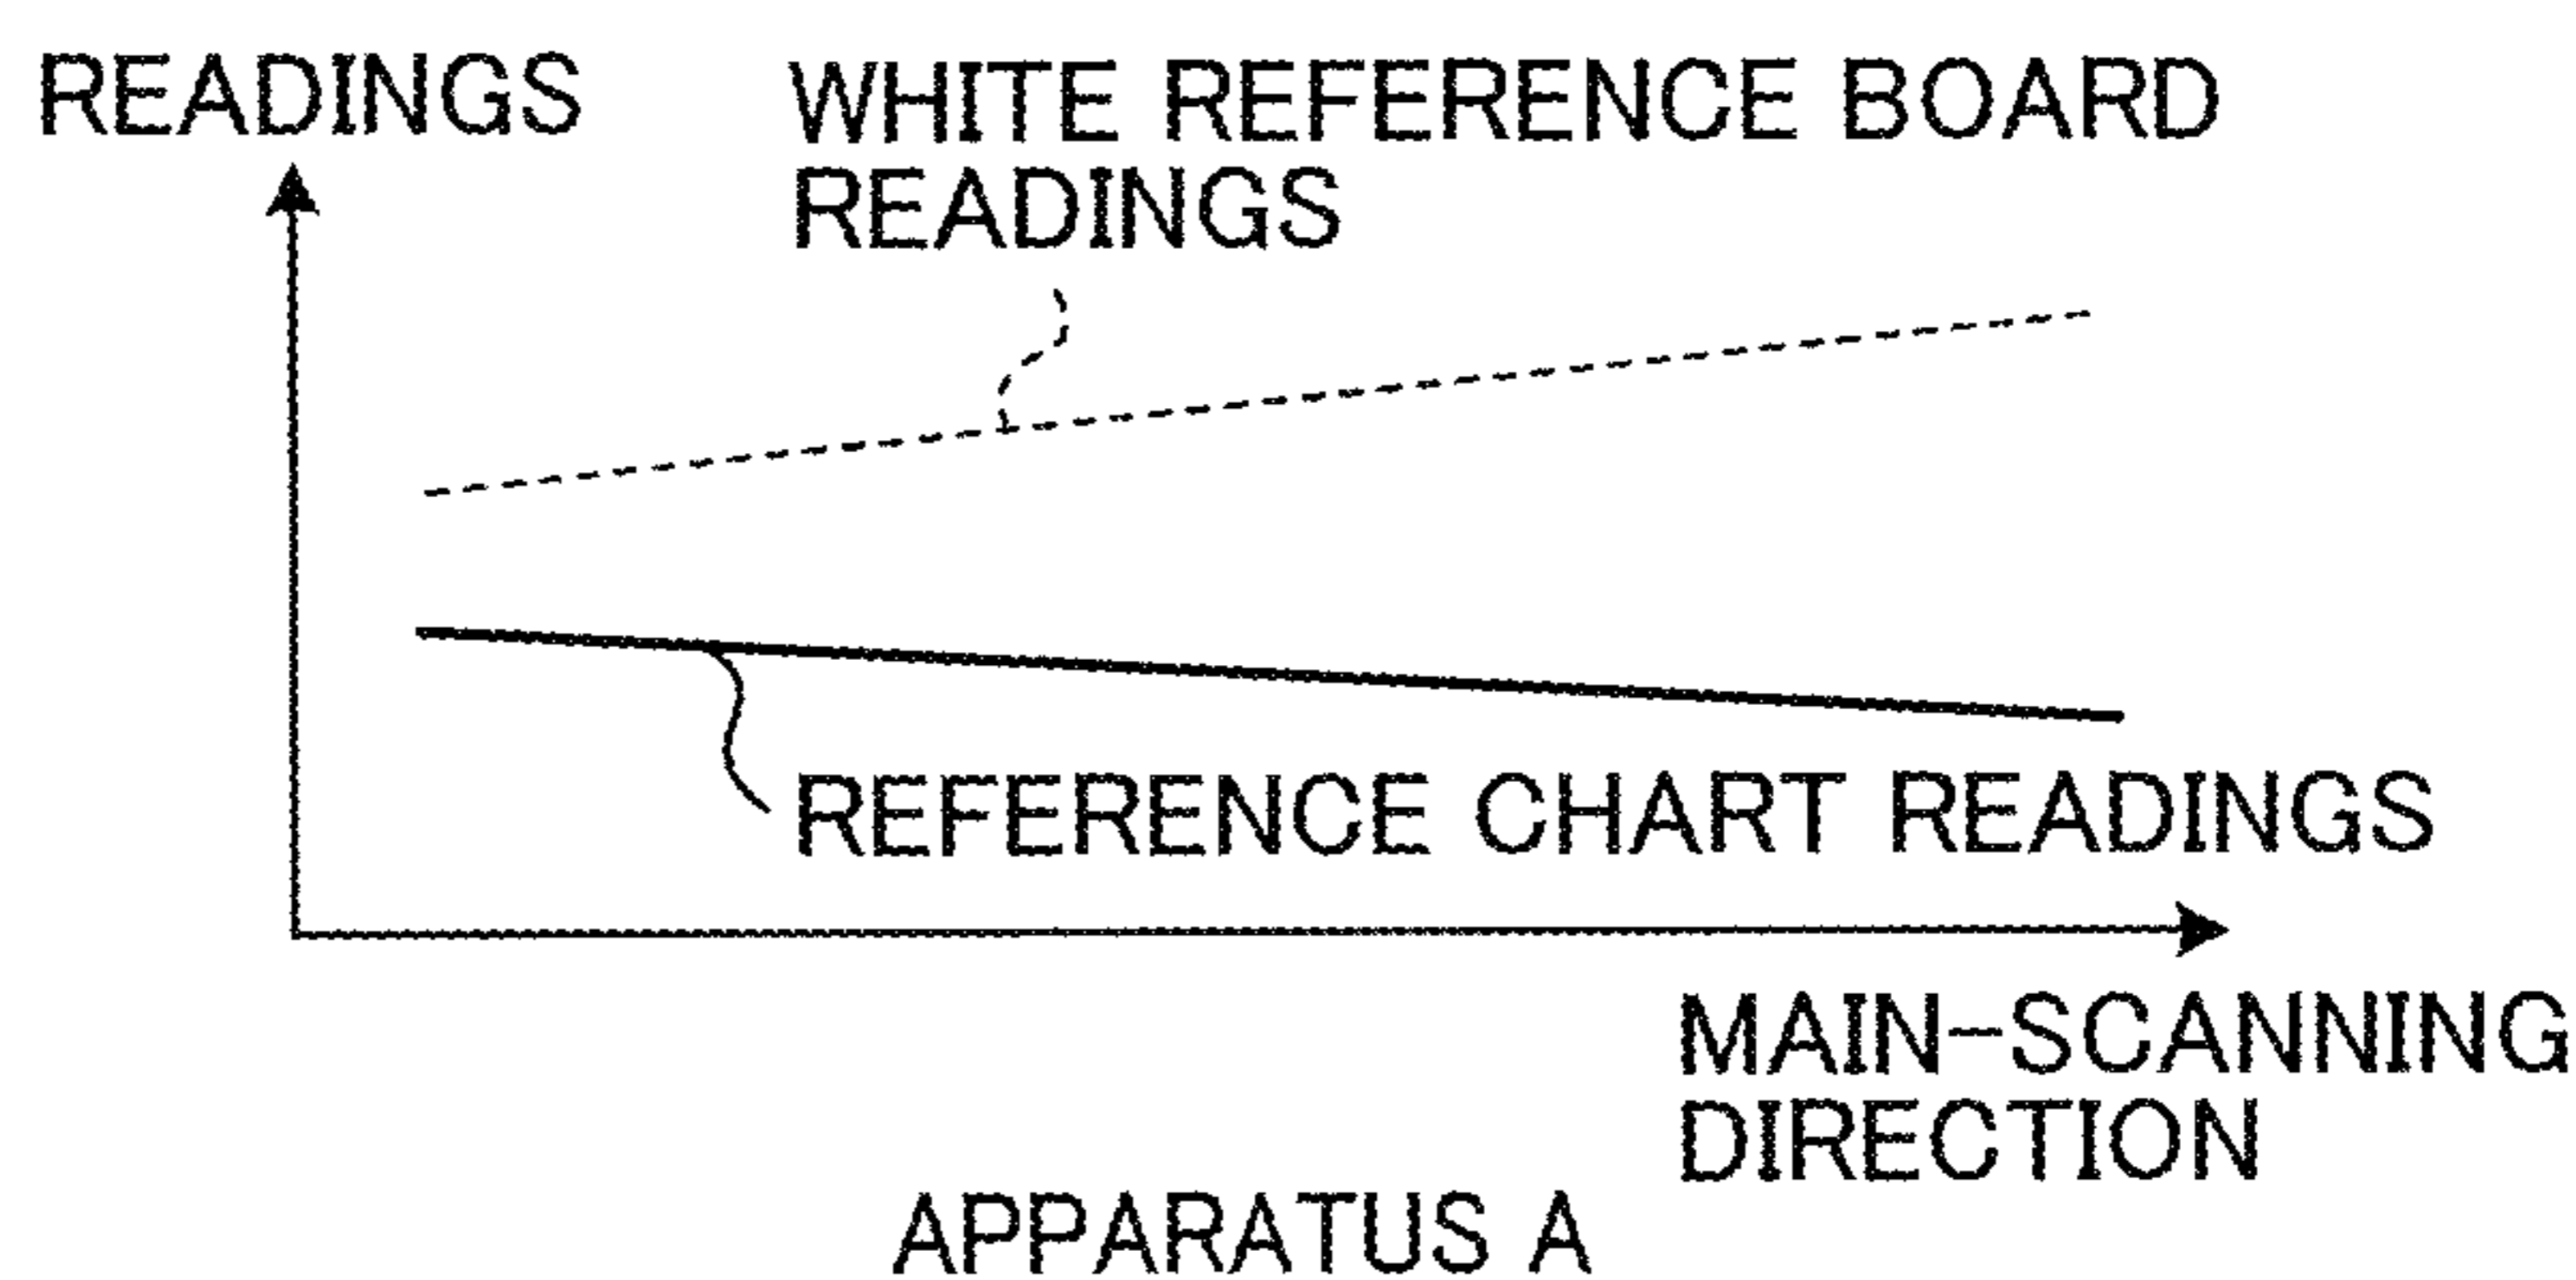 READINGS
WHITE REFERENCE BOARD
READINGS
REFERENCE CHART READINGS
MAIN-SCANNING
DIRECTION
APPARATUS A